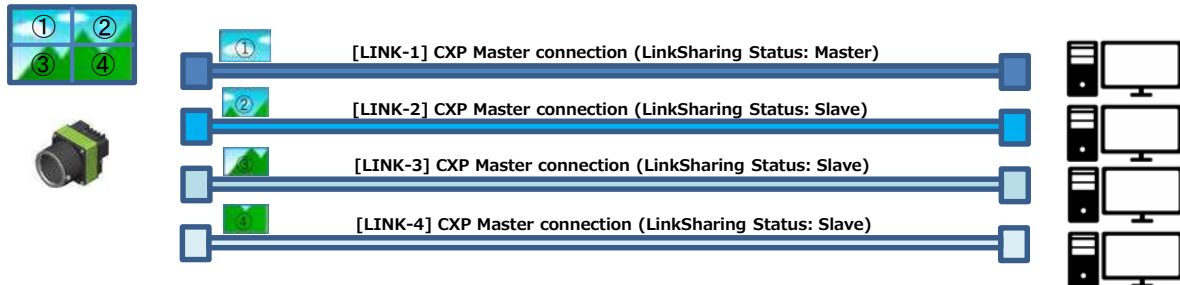 ① ②
③ ④
①
[LINK-1] CXP Master connection (LinkSharing Status: Master)
②
[LINK-2] CXP Master connection (LinkSharing Status: Slave)
③
[LINK-3] CXP Master connection (LinkSharing Status: Slave)
④
[LINK-4] CXP Master connection (LinkSharing Status: Slave)